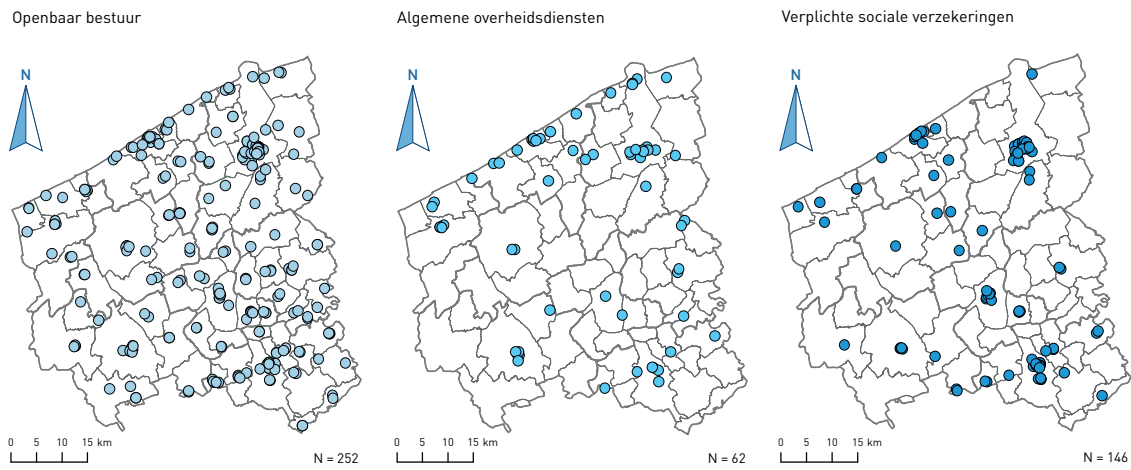 Openbaar bestuur
Algemene overheidsdiensten
Verplichte sociale verzekeringen
N
N
N
0 5 10 15 km
N = 252
0 5 10 15 km
N = 62
0 5 10 15 km
N = 146